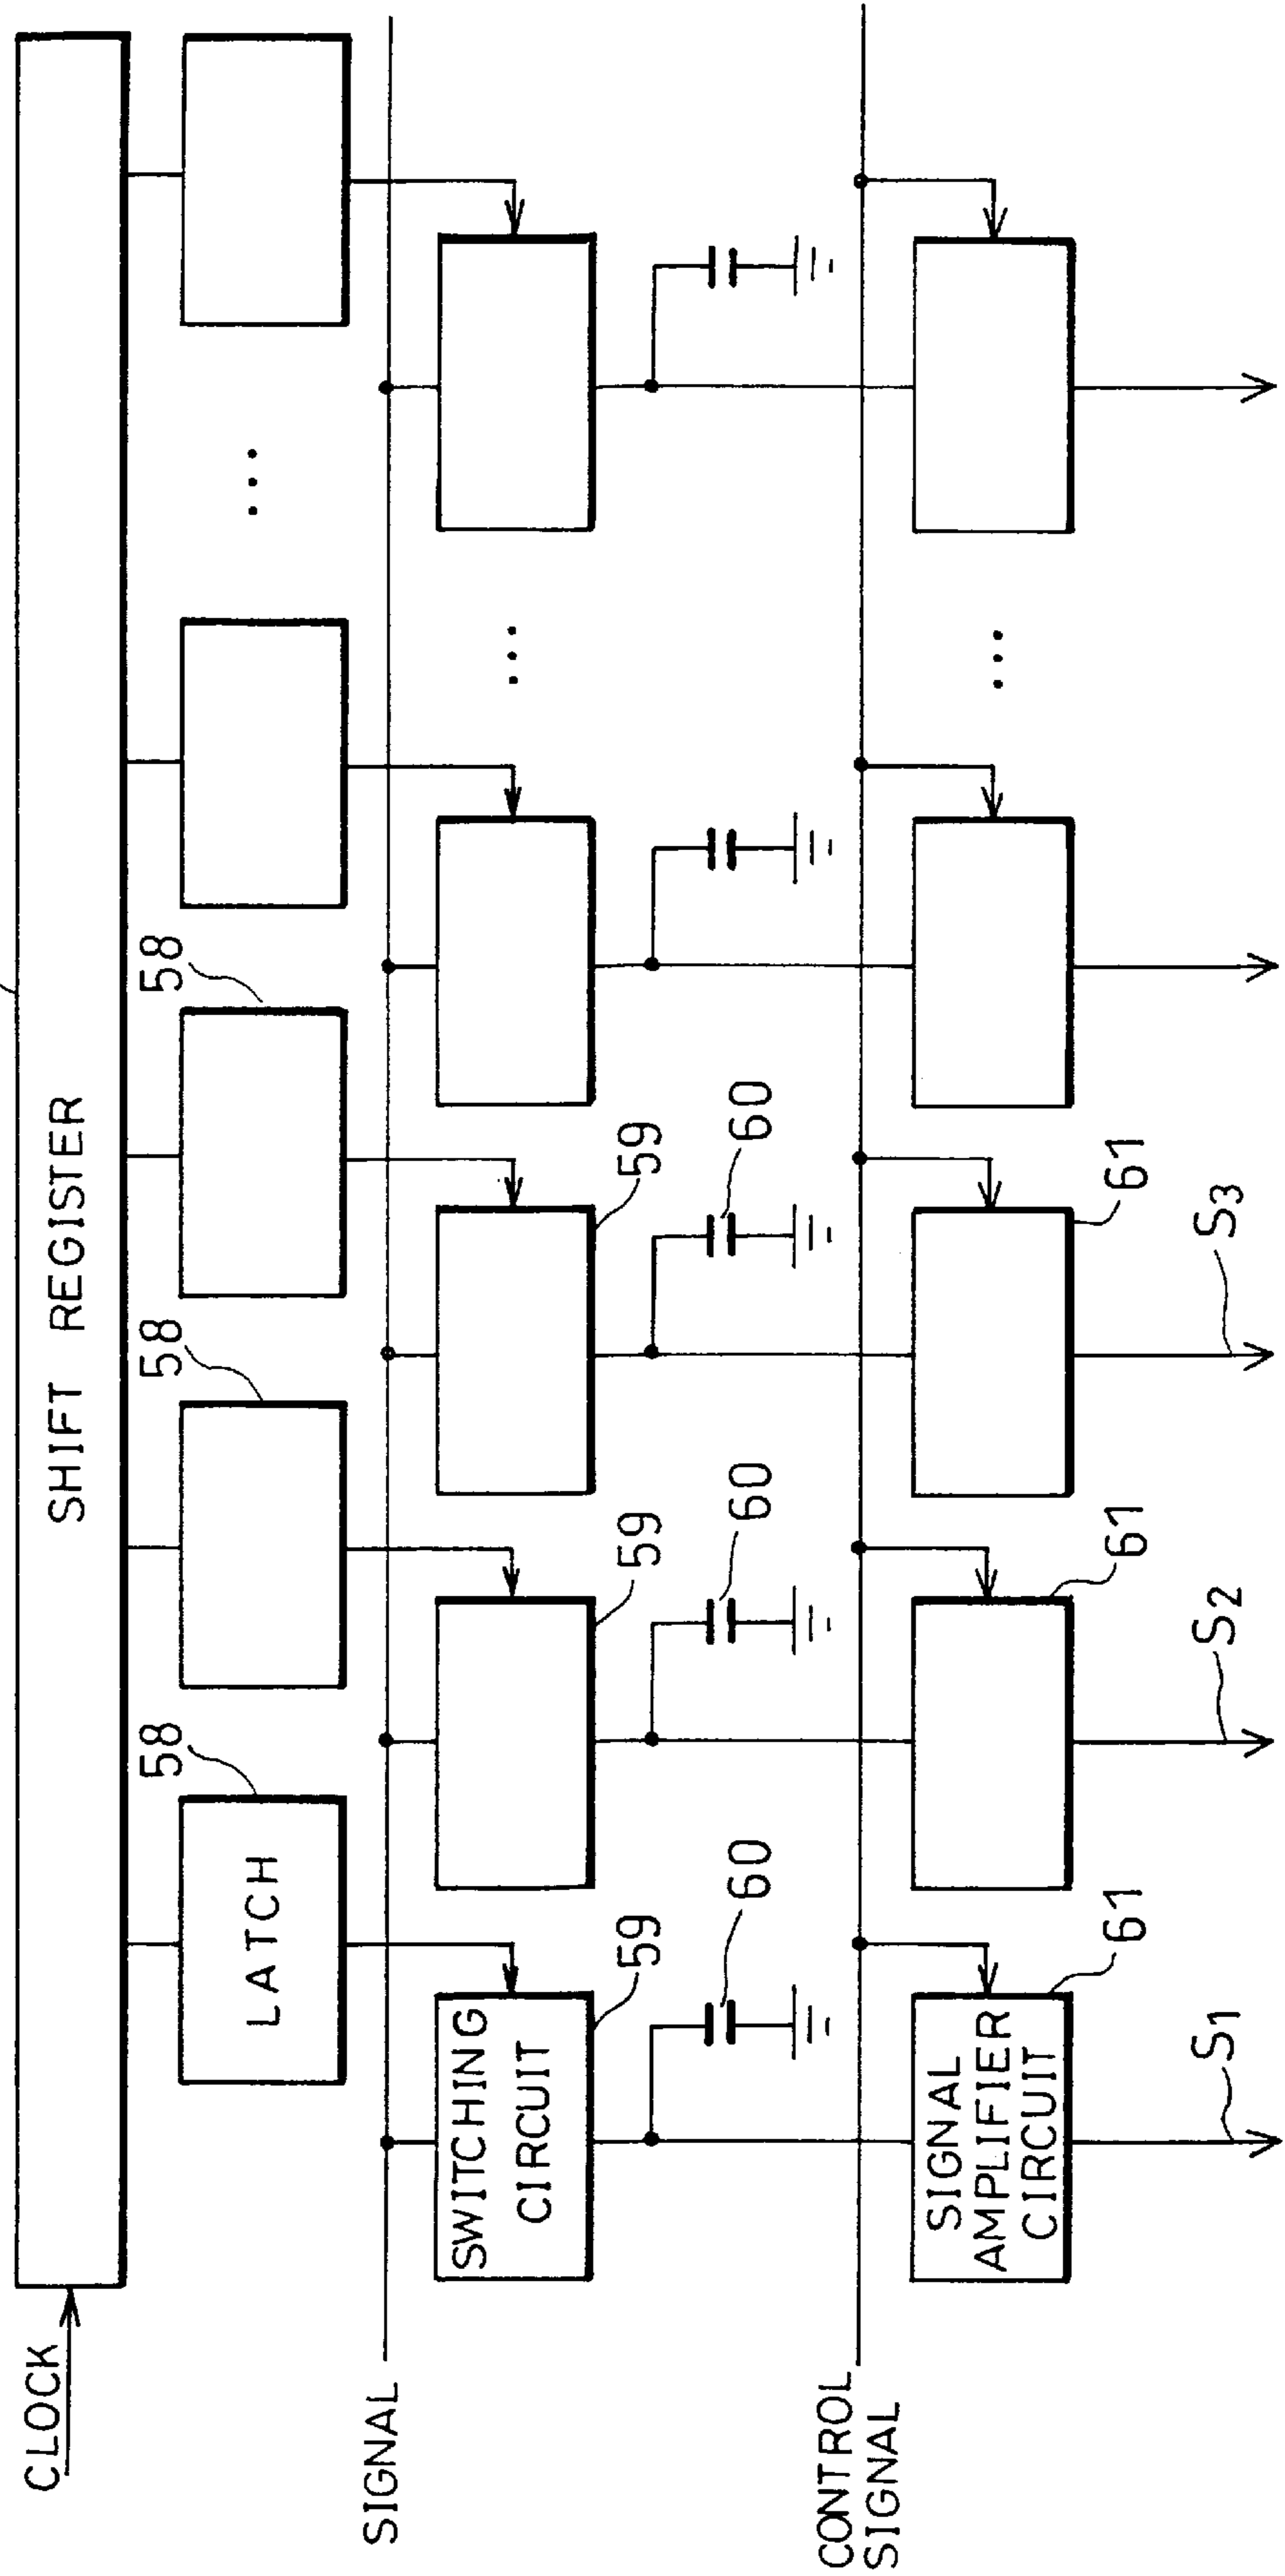 CLOCK
SHIFT REGISTER
58
58
58
LATCH
SIGNAL
SWITCHING
CIRCUIT
59
59
59
60
60
60
CONTROL
SIGNAL
SIGNAL
AMPLIFIER
CIRCUIT
61
61
61
S1
S2
S3